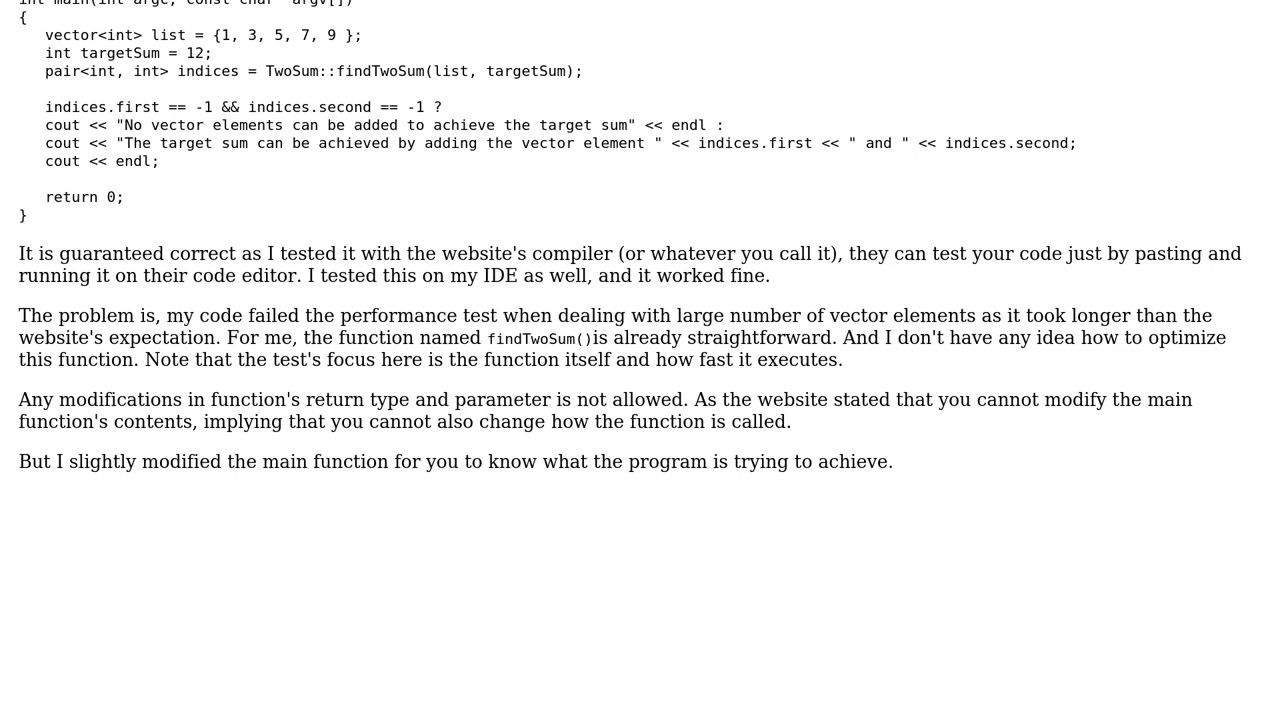 int main(int argc, const char *argv[])
{
   vector<int> list = {1, 3, 5, 7, 9 };
   int targetSum = 12;
   pair<int, int> indices = TwoSum::findTwoSum(list, targetSum);
   indices.first == -1 && indices.second == -1 ?
   cout << "No vector elements can be added to achieve the target sum" << endl :
   cout << "The target sum can be achieved by adding the vector element " << indices.first << " and " << indices.second;
   cout << endl;
   return 0;
}
It is guaranteed correct as I tested it with the website's compiler (or whatever you call it), they can test your code just by pasting and
running it on their code editor. I tested this on my IDE as well, and it worked fine.
The problem is, my code failed the performance test when dealing with large number of vector elements as it took longer than the
website's expectation. For me, the function named findTwoSum()is already straightforward. And I don't have any idea how to optimize
this function. Note that the test's focus here is the function itself and how fast it executes.
Any modifications in function's return type and parameter is not allowed. As the website stated that you cannot modify the main
function's contents, implying that you cannot also change how the function is called.
But I slightly modified the main function for you to know what the program is trying to achieve.